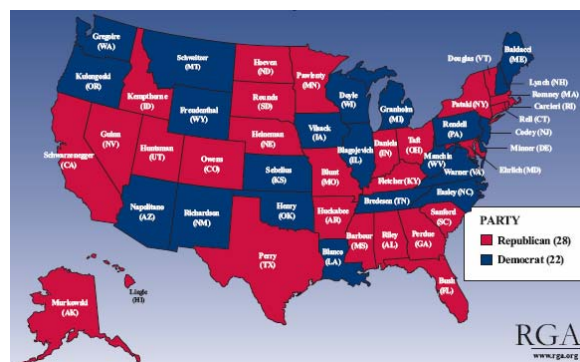 Gregoire
(WA)
Kulongoski
(OR)
Schwarzenegger
(CA)
Guinn
(NV)
Kempthorne
(ID)
Schweitzer
(MT)
Freudenthal
(WY)
Huntsman
(UT)
Owens
(CO)
Napolitano
(AZ)
Richardson
(NM)
Hoeven
(ND)
Rounds
(SD)
Heineman
(NE)
Sebelius
(KS)
Henry
(OK)
Perry
(TX)
Pawlenty
(MN)
Vilsack
(IA)
Blunt
(MO)
Huckabee
(AR)
Blanco
(LA)
Doyle
(WI)
Blagojevich
(IL)
Granholm
(MI)
Daniels
(IN)
Taft
(OH)
Fletcher (KY)
Bredesen (TN)
Barbour
(MS)
Riley
(AL)
Perdue
(GA)
Bush
(FL)
Sanford
(SC)
Easley (NC)
Warner (VA)
Manchin
(WV)
Rendell
(PA)
Pataki (NY)
Douglas (VT)
Baldacci
(ME)
Lynch (NH)
Romney (MA)
Carcieri (RI)
Rell (CT)
Codey (NJ)
Minner (DE)
Ehrlich (MD)
Murkowski
(AK)
Lingle
(HI)
PARTY
Republican (28)
Democrat (22)
RGA
www.rga.org